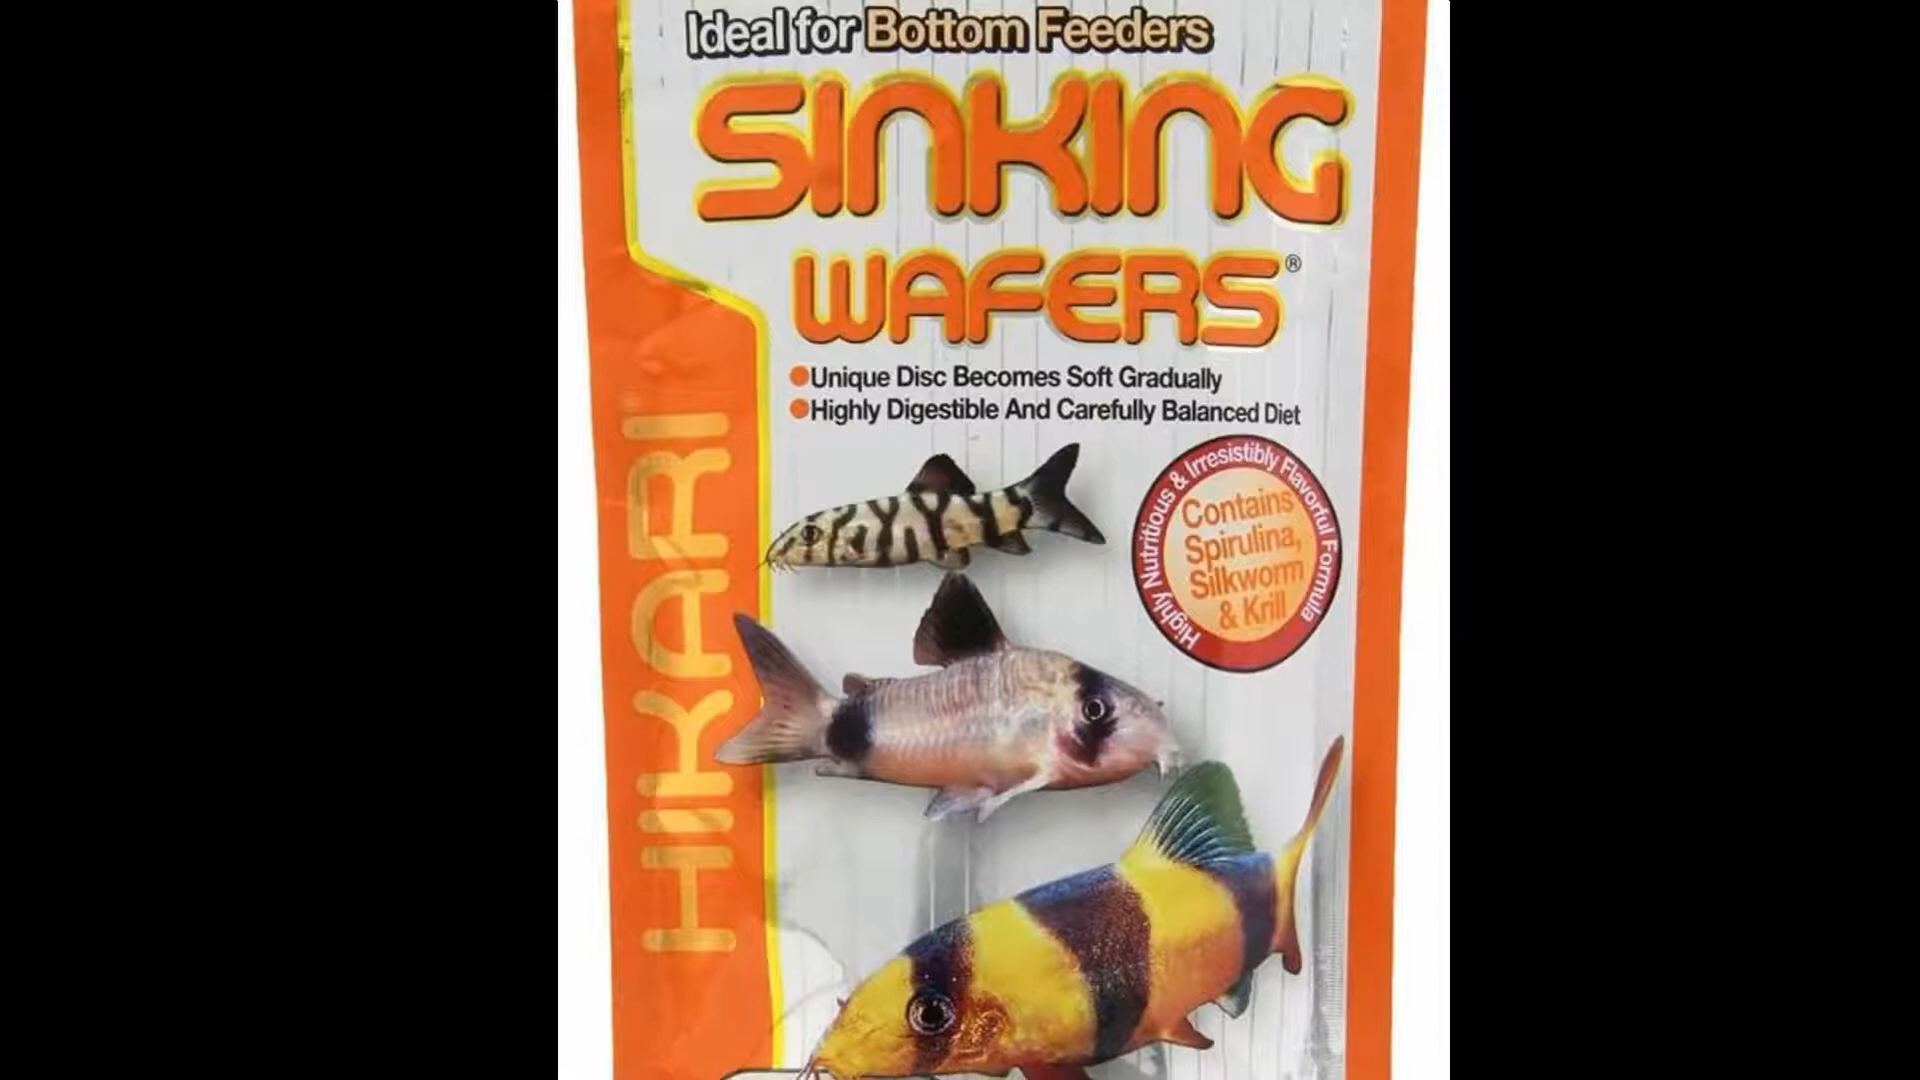 Ideal for Bottom Feeders
SINKING
WAFERS®
●Unique Disc Becomes Soft Gradually
●Highly Digestible And Carefully Balanced Diet
Highly Nutritious & Irresistibly Flavorful Formula
Contains
Spirulina,
Silkworm
& Krill
HIKARI